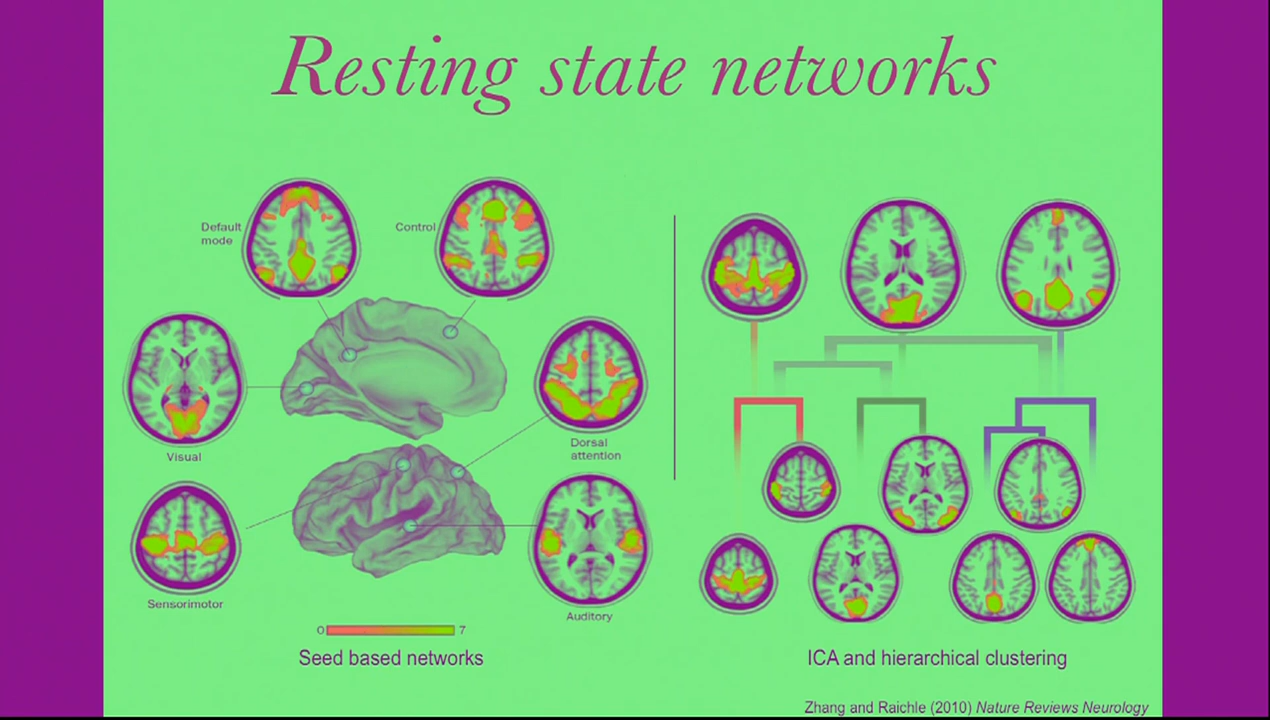 Resting state networks
Default
mode
Control
Visual
Dorsal
attention
Sensorimotor
Auditory
0 7
Seed based networks
ICA and hierarchical clustering
Zhang and Raichle (2010) Nature Reviews Neurology